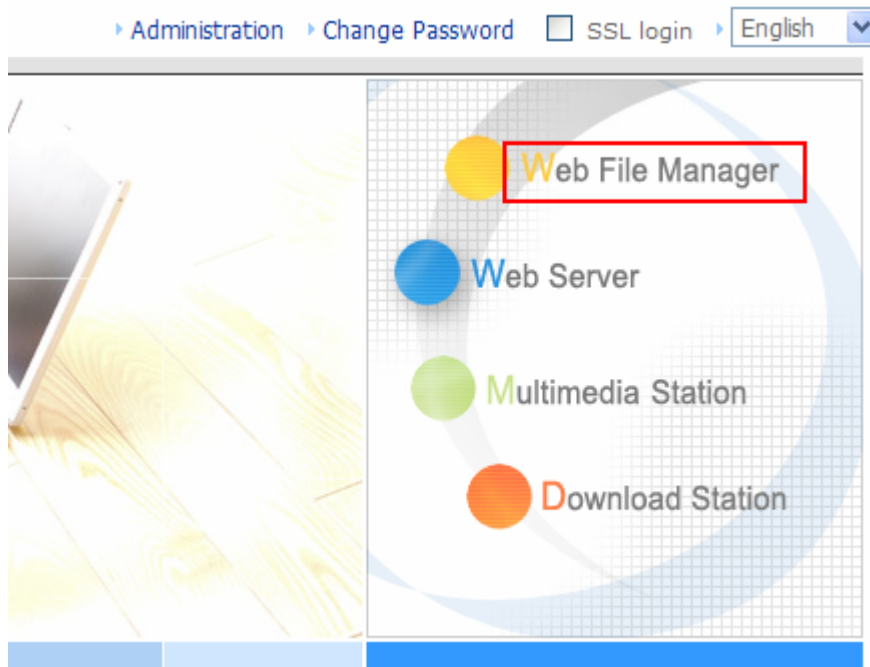 Administration Change Password SSL login English
Web File Manager
Web Server
Multimedia Station
Download Station